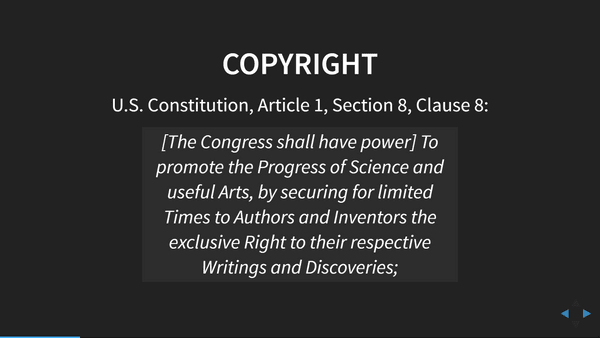 COPYRIGHT
U.S. Constitution, Article 1, Section 8, Clause 8:
[The Congress shall have power] To
promote the Progress of Science and
useful Arts, by securing for limited
Times to Authors and Inventors the
exclusive Right to their respective
Writings and Discoveries;